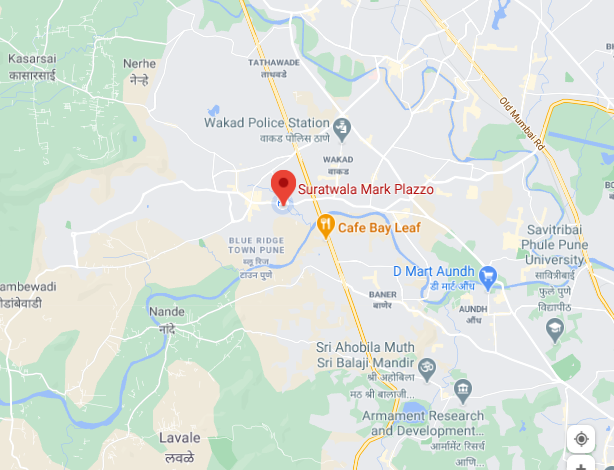 Kasarsai
कासारसाई
Nerhe
नेऱ्हे
TATHAWADE
ताथवडे
Old Mumbai Rd
Wakad Police Station
वाकड पोलिस ठाणे
WAKAD
वाकड
Suratwala Mark Plazzo
Cafe Bay Leaf
BLUE RIDGE
TOWN PUNE
ब्लु रिज
टाउन पुणे
Savitribai
Phule Pune
University
सावित्रीबाई
फुले पुणे
विद्यापीठ
D Mart Aundh
डी मार्ट औंध
ambewadi
ोडांबेवाडी
BANER
बाणेर
AUNDH
औंध
Nande
नांदे
Sri Ahobila Muth
Sri Balaji Mandir
श्री अहोबिला
मठ श्री बालाजी...
Armament Research
and Development...
आर्मामेंट रिसर्च
आणि...
Lavale
लवळे